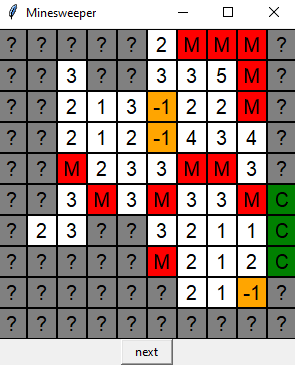 Minesweeper
? ? ? ? ? 2 M M M ?
? ? 3 ? ? 3 3 5 M ?
? ? 2 1 3 -1 2 2 M ?
? ? 2 1 2 -1 4 3 4 ?
? ? M 2 3 3 M M 3 ?
? ? 3 M 3 M 3 3 M C
? 2 3 ? ? 3 2 1 1 C
? ? ? ? ? M 2 1 2 C
? ? ? ? ? ? 2 1 -1 ?
? ? ? ? ? ? ? ? ? ?
next